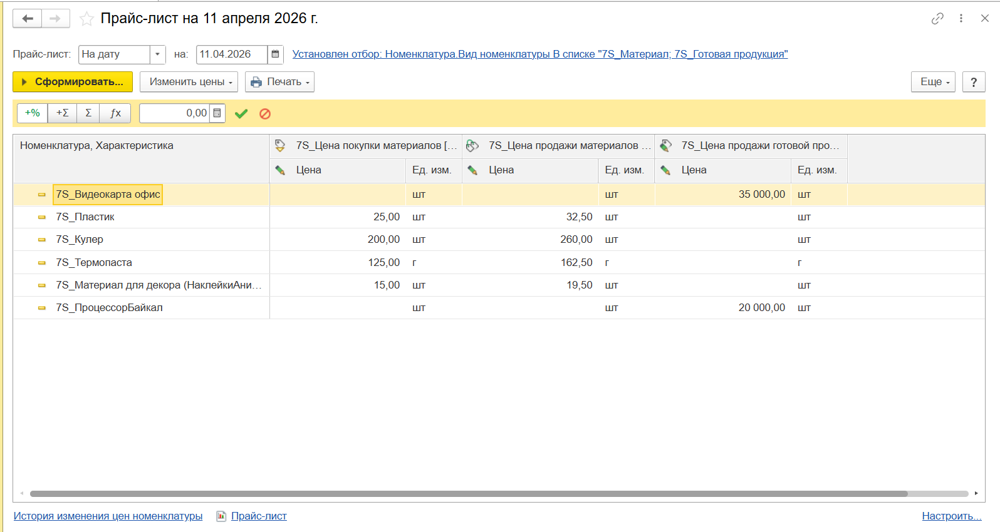 Прайс-лист на 11 апреля 2026 г.
Прайс-лист: На дату на: 11.04.2026 Установлен отбор: Номенклатура.Вид номенклатуры В списке "7S_Материал; 7S_Готовая продукция"
Сформировать... Изменить цены Печать Еще ?
+% +Σ Σ ƒx 0,00
Номенклатура, Характеристика 7S_Цена покупки материалов [... 7S_Цена продажи материалов ... 7S_Цена продажи готовой про...
Цена Ед. изм. Цена Ед. изм. Цена Ед. изм.
7S_Видеокарта офис шт шт 35 000,00 шт
7S_Пластик 25,00 шт 32,50 шт шт
7S_Кулер 200,00 шт 260,00 шт шт
7S_Термопаста 125,00 г 162,50 г г
7S_Материал для декора (НаклейкиАни... 15,00 шт 19,50 шт шт
7S_ПроцессорБайкал шт шт 20 000,00 шт
История изменения цен номенклатуры Прайс-лист Настроить...